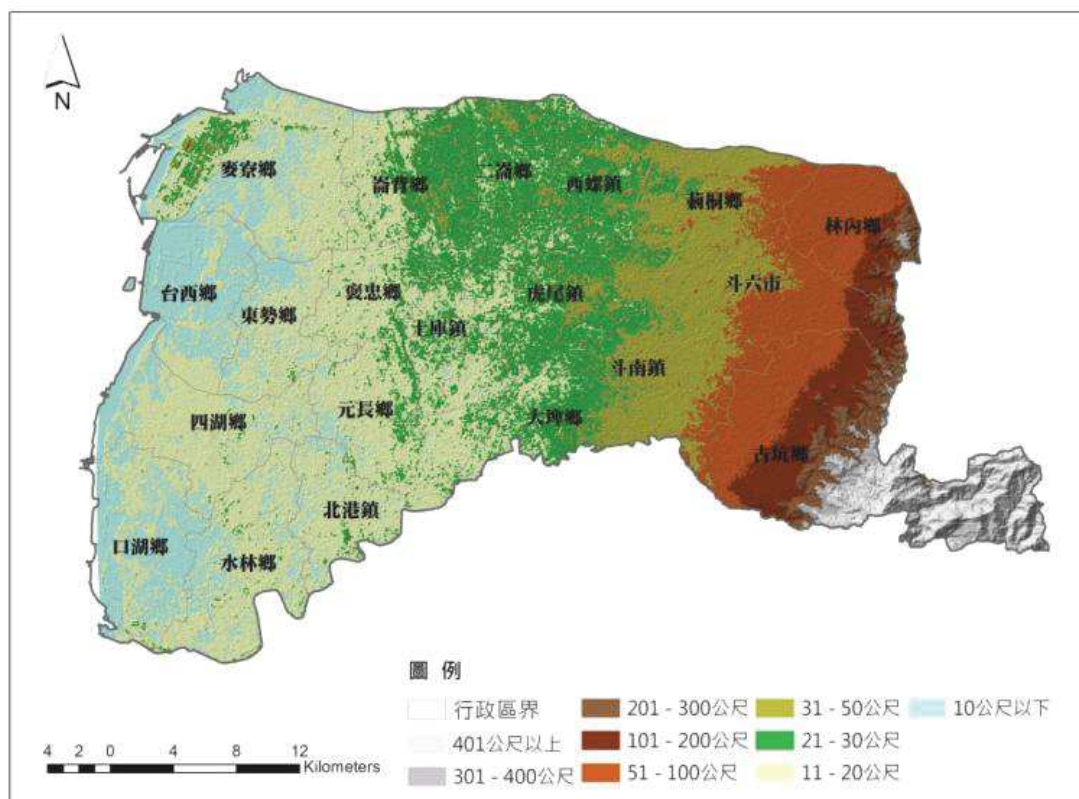 N
麥寮鄉
崙背鄉
二崙鄉
西螺鎮
莿桐鄉
林內鄉
台西鄉
東勢鄉
褒忠鄉
土庫鎮
虎尾鎮
斗六市
斗南鎮
四湖鄉
元長鄉
大埤鄉
古坑鄉
北港鎮
口湖鄉
水林鄉
圖 例
行政區界
401公尺以上
301 - 400公尺
201 - 300公尺
101 - 200公尺
51 - 100公尺
31 - 50公尺
21 - 30公尺
11 - 20公尺
10公尺以下
4 2 0 4 8 12
Kilometers